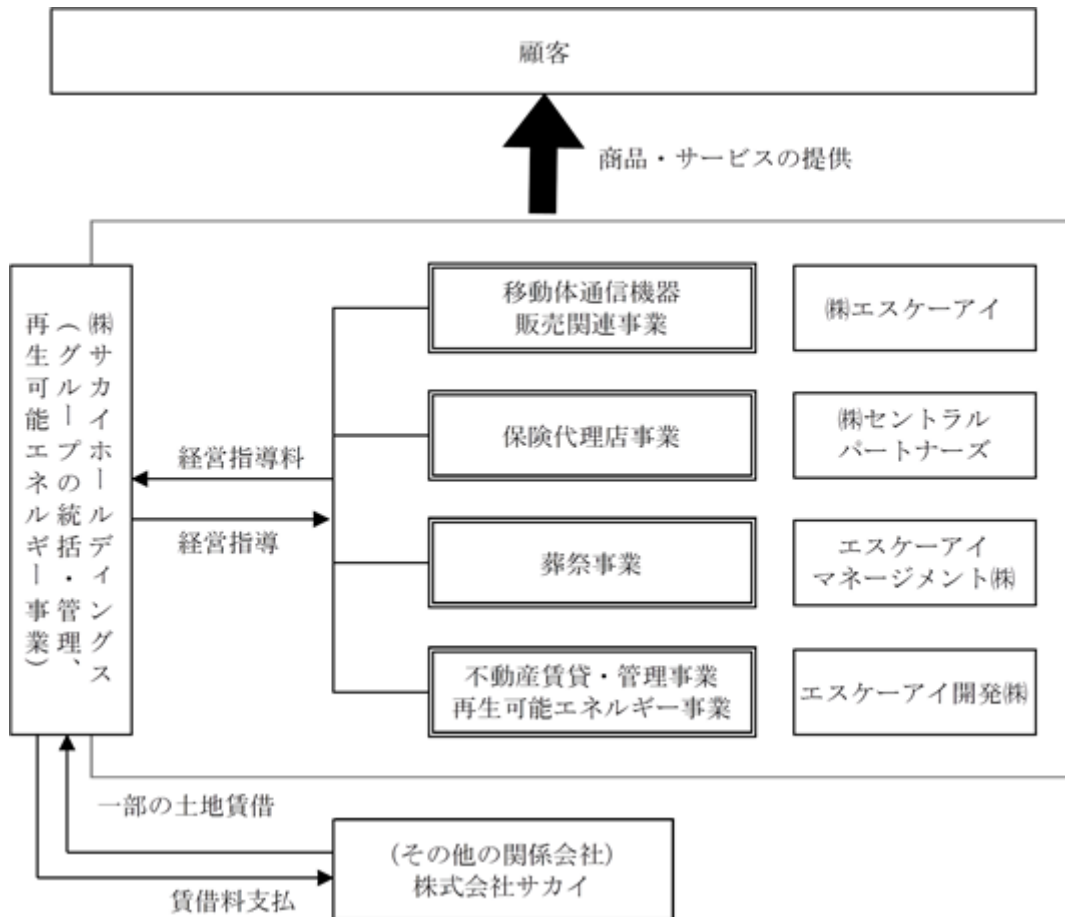 顧客
商品・サービスの提供
㈱サカイホールディングス
(グループの統括・管理、
再生可能エネルギー事業)
経営指導料
経営指導
移動体通信機器
販売関連事業
㈱エスケーアイ
保険代理店事業
㈱セントラル
パートナーズ
葬祭事業
エスケーアイ
マネージメント㈱
不動産賃貸・管理事業
再生可能エネルギー事業
エスケーアイ開発㈱
一部の土地賃借
賃借料支払
(その他の関係会社)
株式会社サカイ